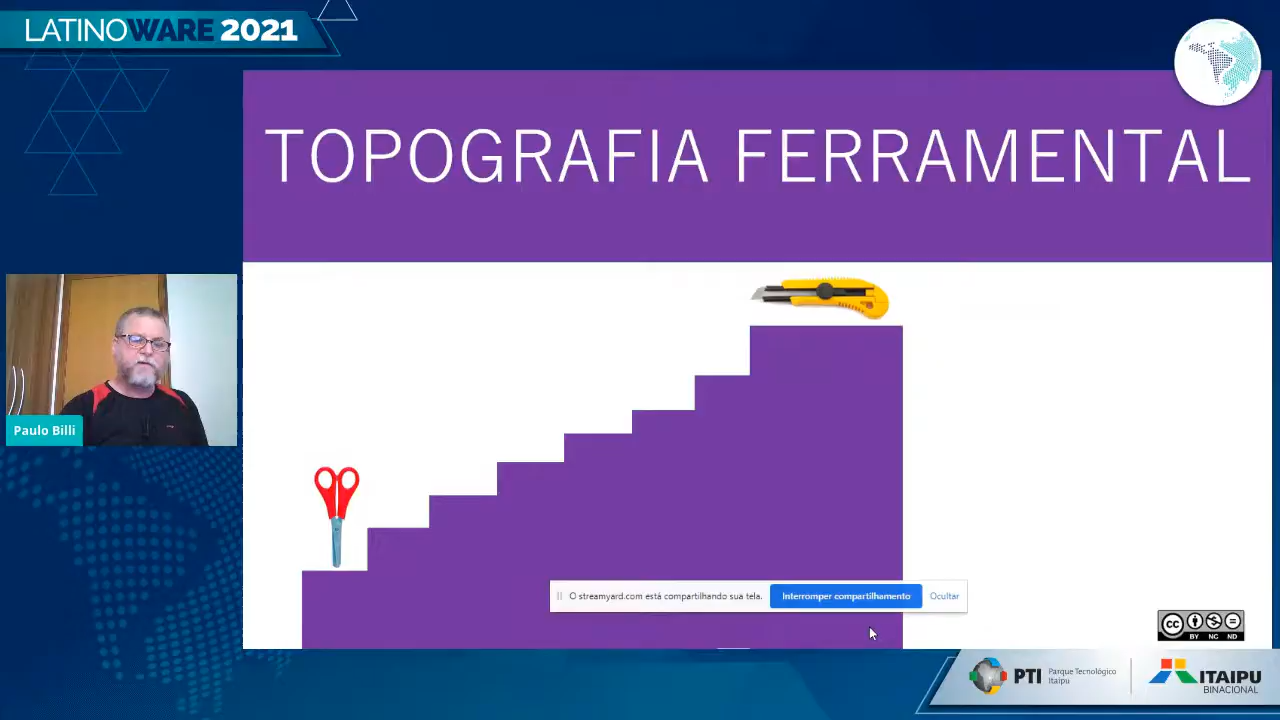 LATINOWARE 2021
TOPOGRAFIA FERRAMENTAL
Paulo Billi
O streamyard.com está compartilhando sua tela.
Interromper compartilhamento
Ocultar
CC
BY NC ND
PTI
Parque Tecnológico
Itaipu
ITAIPU
BINACIONAL